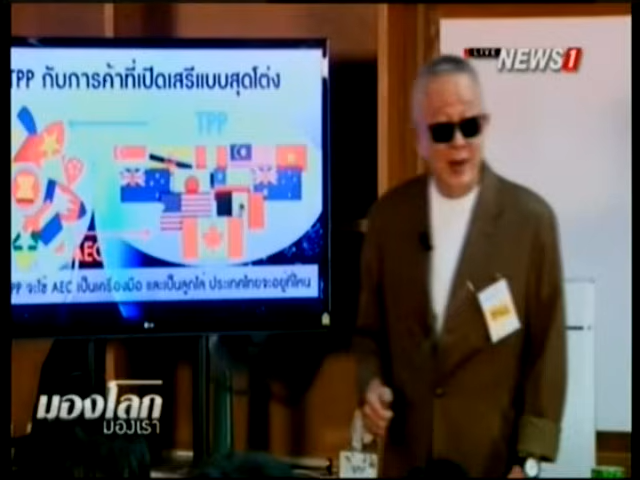 LIVE NEWS1
TPP กับการค้าที่เปิดเสรีแบบสุดโต่ง
TPP
AEC
PP จะใช้ AEC เป็นเครื่องมือ และเป็นลูกไล่ ประเทศไทยจะอยู่ที่ไหน
LG
มองโลก
มองเรา